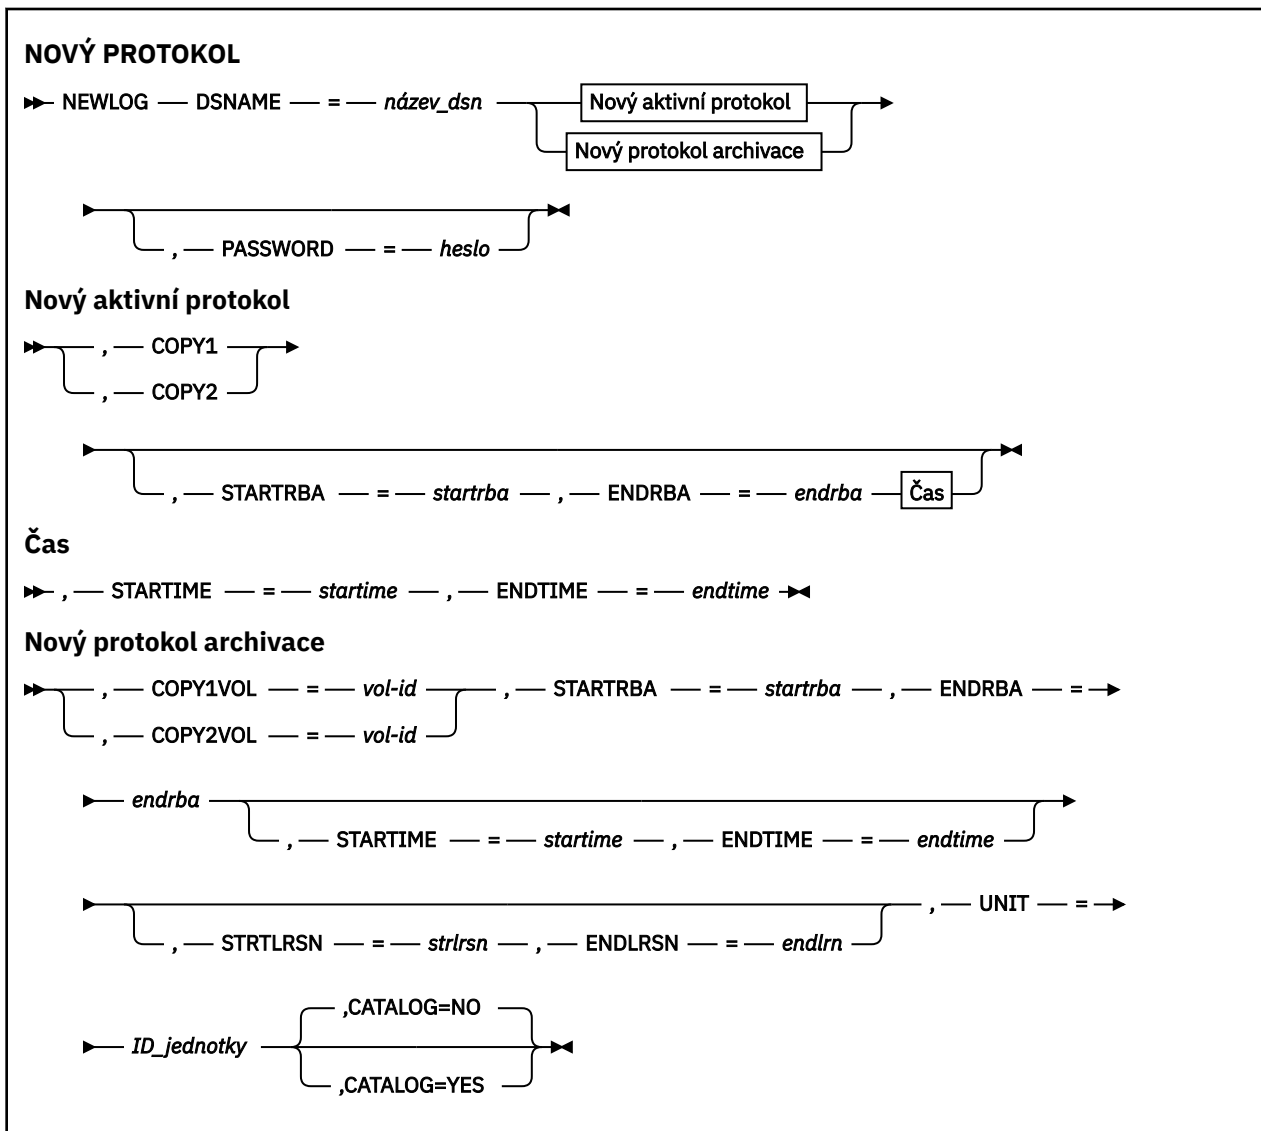 NOVÝ PROTOKOL
NEWLOG DSNAME = název_dsn Nový aktivní protokol
Nový protokol archivace
, PASSWORD = heslo
Nový aktivní protokol
, COPY1
, COPY2
, STARTRBA = startrba , ENDRBA = endrba Čas
Čas
, STARTIME = startime , ENDTIME = endtime
Nový protokol archivace
, COPY1VOL = vol-id , STARTRBA = startrba , ENDRBA =
, COPY2VOL = vol-id
endrba
, STARTIME = startime , ENDTIME = endtime
, UNIT =
, STRTLRSN = strlrsn , ENDLRSN = endlrn
,CATALOG=NO
ID_jednotky
,CATALOG=YES